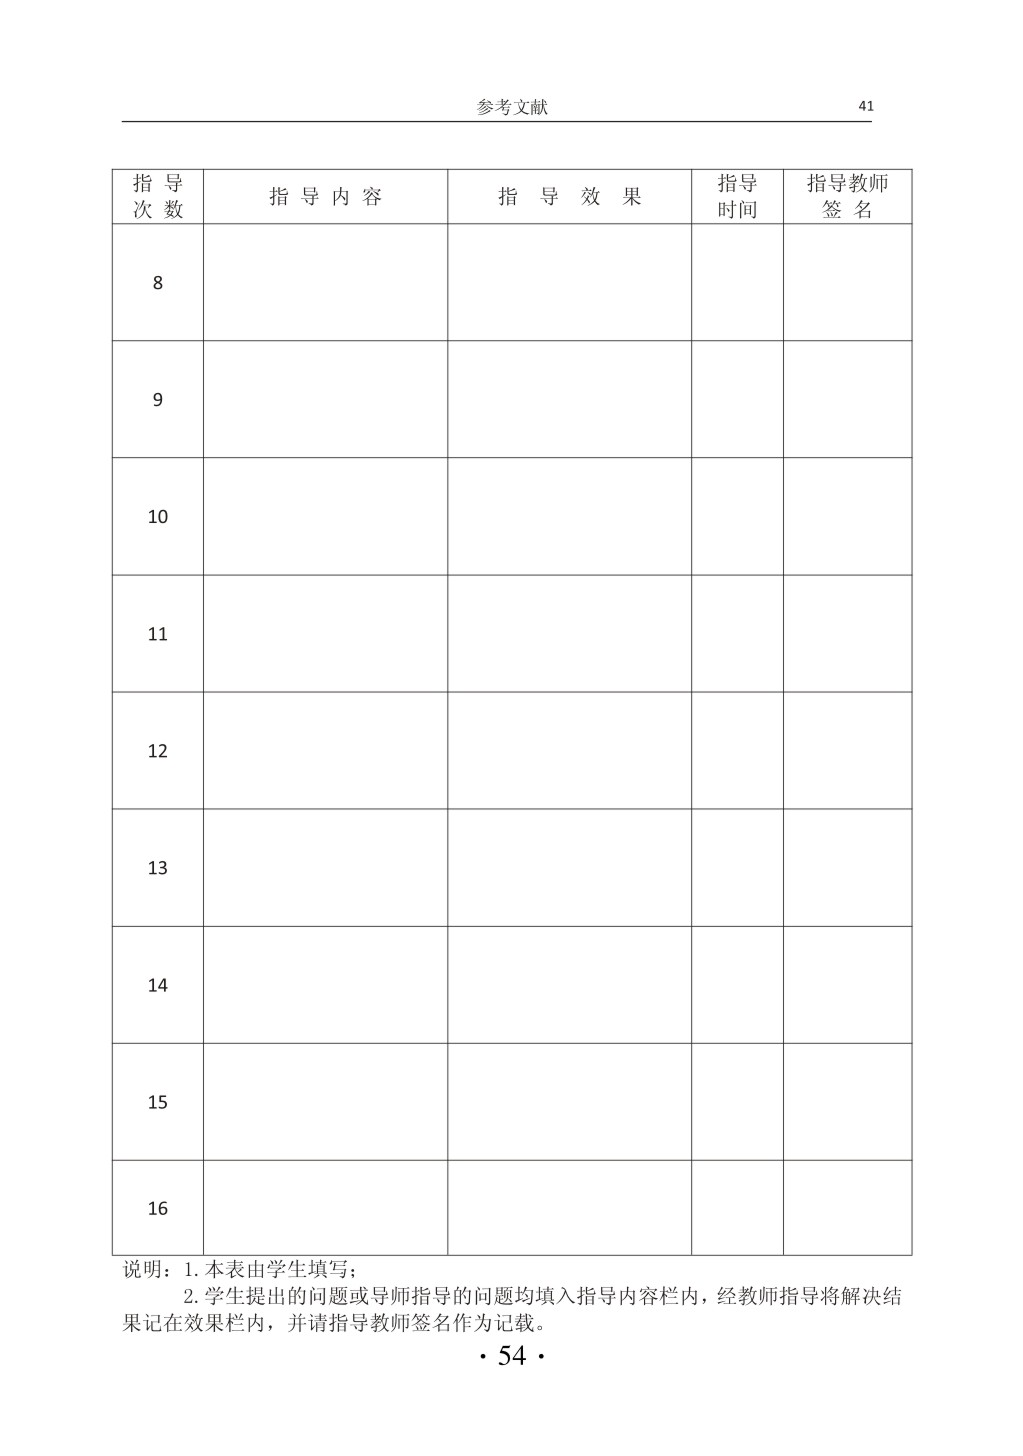 参考文献 41
指 导 次 数 指 导 内 容 指 导 效 果 指导 时间 指导教师 签 名
8
9
10
11
12
13
14
15
16
说明：1.本表由学生填写；
2.学生提出的问题或导师指导的问题均填入指导内容栏内，经教师指导将解决结
果记在效果栏内，并请指导教师签名作为记载。
· 54 ·